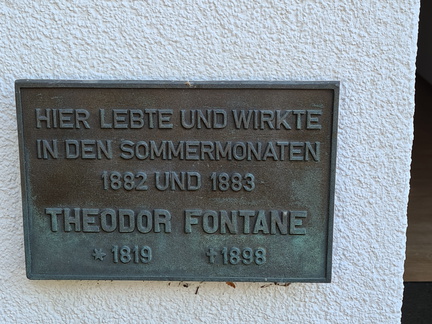 HIER LEBTE UND WIRKTE
IN DEN SOMMERMONATEN
1882 UND 1883
THEODOR FONTANE
*1819 †1898